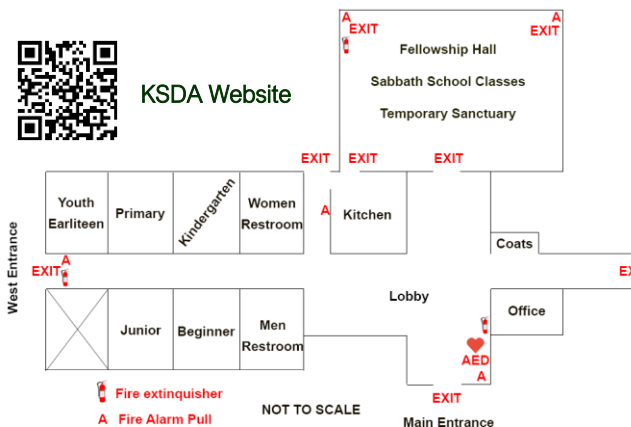 KSDA Website
A
EXIT
A
EXIT
Fellowship Hall
Sabbath School Classes
Temporary Sanctuary
EXIT
EXIT
EXIT
Youth
Earliteen
Primary
Kindergarten
Women
Restroom
A
Kitchen
Coats
West Entrance
A
EXIT
EX
Lobby
Office
Junior
Beginner
Men
Restroom
AED
A
EXIT
Main Entrance
Fire extinguisher
A Fire Alarm Pull
NOT TO SCALE